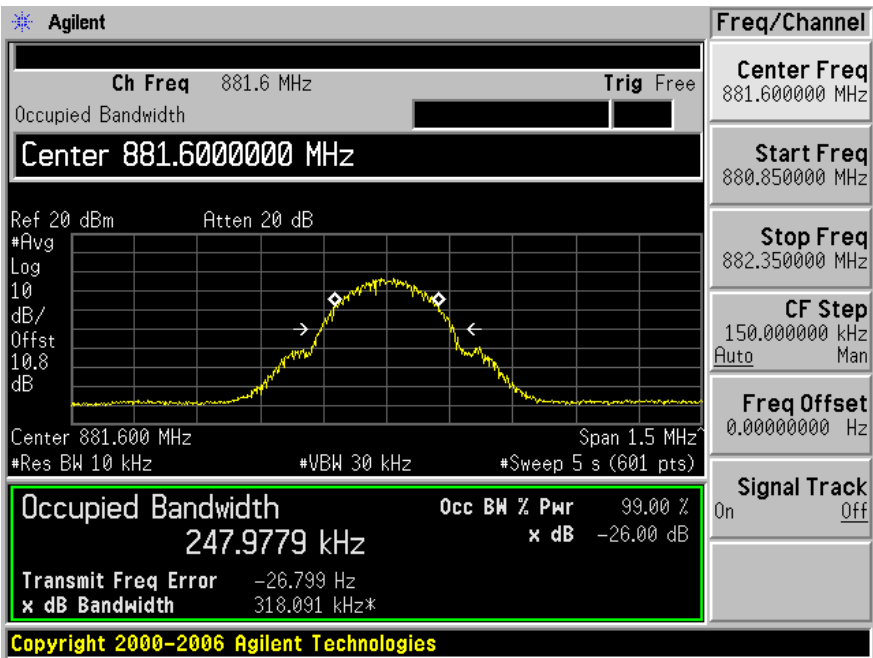 Agilent
Freq/Channel
Ch Freq 881.6 MHz Trig Free
Occupied Bandwidth
Center 881.6000000 MHz
Ref 20 dBm Atten 20 dB
#Avg
Log
10
dB/
Offst
10.8
dB
Center 881.600 MHz Span 1.5 MHz^
#Res BW 10 kHz #VBW 30 kHz #Sweep 5 s (601 pts)
Occupied Bandwidth
247.9779 kHz
Occ BW % Pwr 99.00 %
x dB -26.00 dB
Transmit Freq Error -26.799 Hz
x dB Bandwidth 318.091 kHz*
Copyright 2000-2006 Agilent Technologies
Center Freq
881.600000 MHz
Start Freq
880.850000 MHz
Stop Freq
882.350000 MHz
CF Step
150.000000 kHz
Auto Man
Freq Offset
0.00000000 Hz
Signal Track
On Off